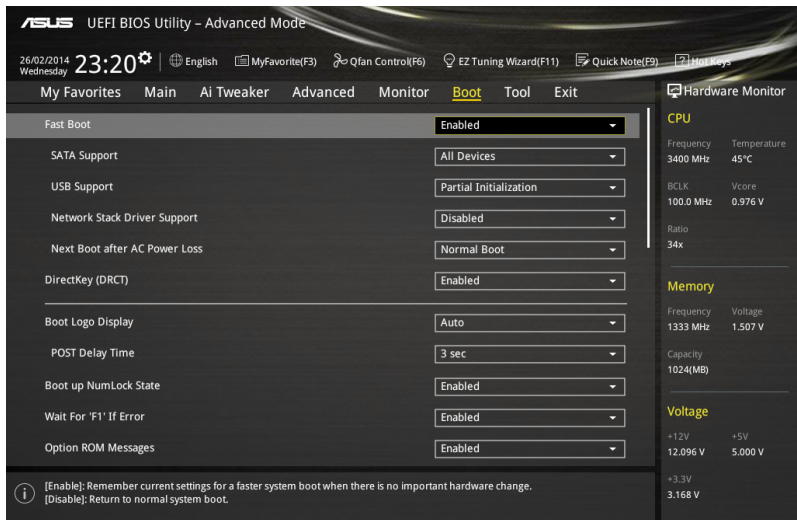 ASUS UEFI BIOS Utility – Advanced Mode
26/02/2014
Wednesday
23:20
English
MyFavorite(F3)
Qfan Control(F6)
EZ Tuning Wizard(F11)
Quick Note(F9)
? Hot Keys
My Favorites Main Ai Tweaker Advanced Monitor Boot Tool Exit
Fast Boot Enabled
SATA Support All Devices
USB Support Partial Initialization
Network Stack Driver Support Disabled
Next Boot after AC Power Loss Normal Boot
DirectKey (DRCT) Enabled
Boot Logo Display Auto
POST Delay Time 3 sec
Boot up NumLock State Enabled
Wait For 'F1' If Error Enabled
Option ROM Messages Enabled
i [Enable]: Remember current settings for a faster system boot when there is no important hardware change.
[Disable]: Return to normal system boot.
Hardware Monitor
CPU
Frequency Temperature
3400 MHz 45°C
BCLK Vcore
100.0 MHz 0.976 V
Ratio
34x
Memory
Frequency Voltage
1333 MHz 1.507 V
Capacity
1024(MB)
Voltage
+12V +5V
12.096 V 5.000 V
+3.3V
3.168 V